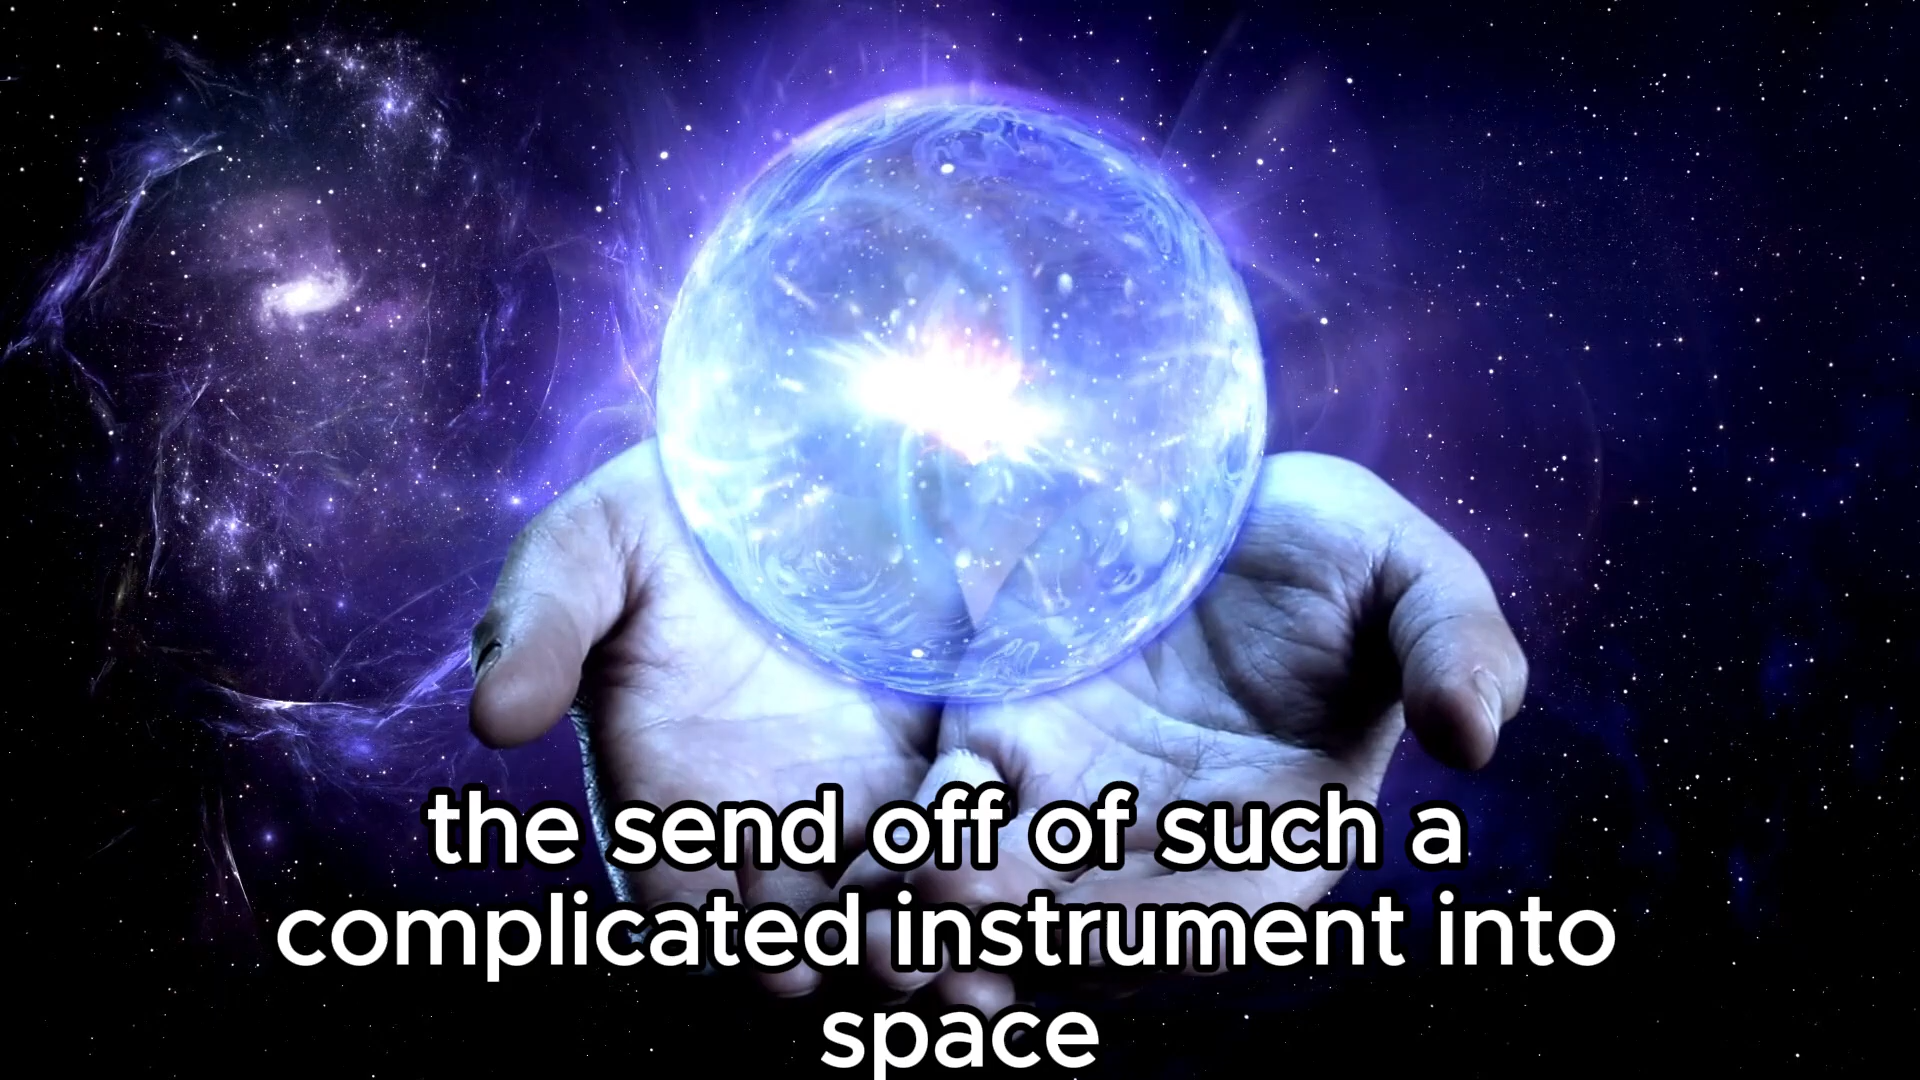 the send off of such a
complicated instrument into
space